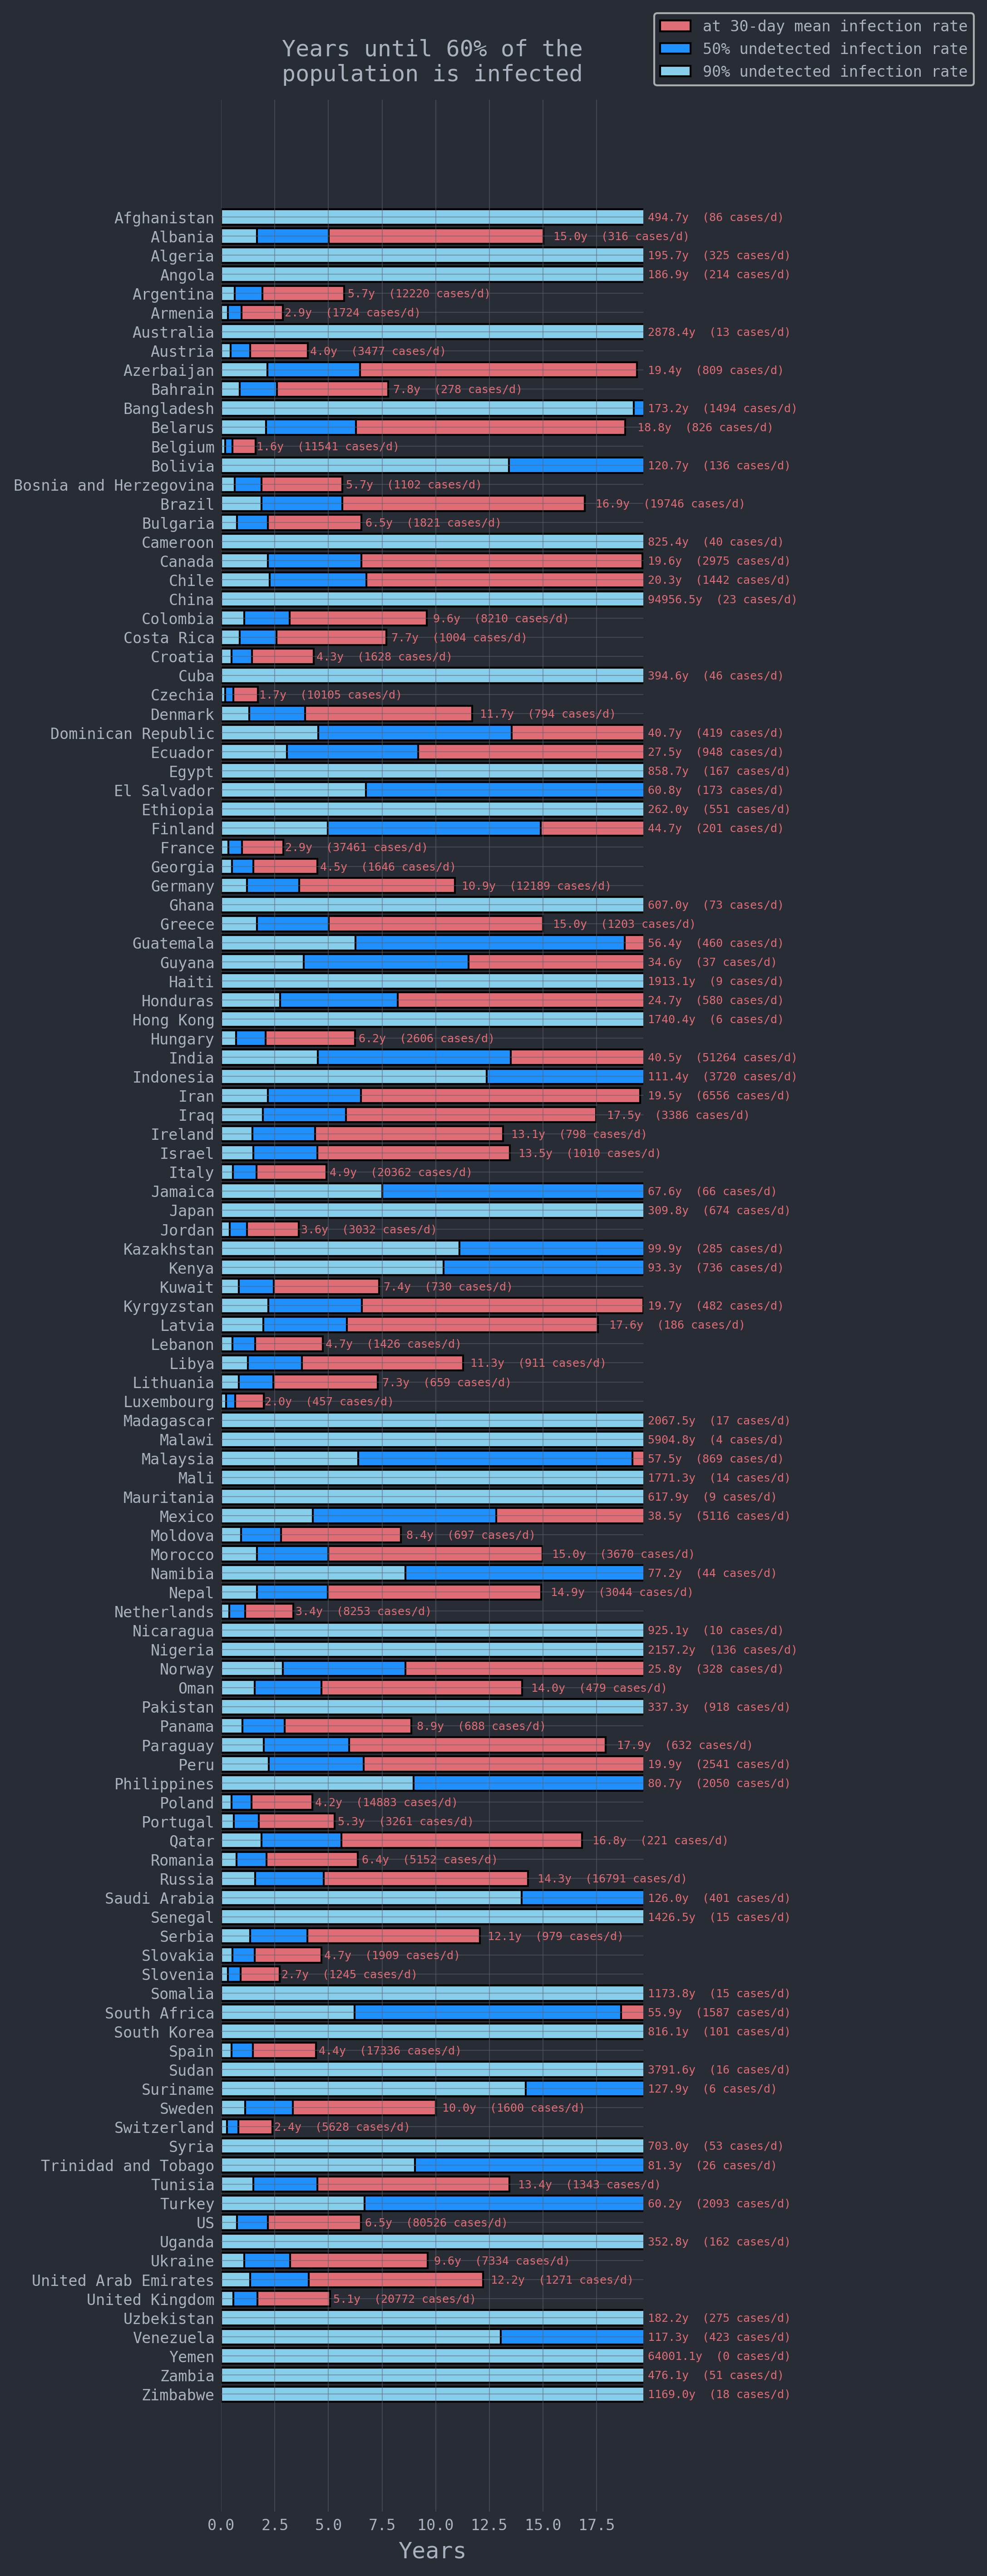 at 30-day mean infection rate
50% undetected infection rate
90% undetected infection rate
Years until 60% of the
population is infected
Afghanistan 494.7y (86 cases/d)
Albania 15.0y (316 cases/d)
Algeria 195.7y (325 cases/d)
Angola 186.9y (214 cases/d)
Argentina 5.7y (12220 cases/d)
Armenia 2.9y (1724 cases/d)
Australia 2878.4y (13 cases/d)
Austria 4.0y (3477 cases/d)
Azerbaijan 19.4y (809 cases/d)
Bahrain 7.8y (278 cases/d)
Bangladesh 173.2y (1494 cases/d)
Belarus 18.8y (826 cases/d)
Belgium 1.6y (11541 cases/d)
Bolivia 120.7y (136 cases/d)
Bosnia and Herzegovina 5.7y (1102 cases/d)
Brazil 16.9y (19746 cases/d)
Bulgaria 6.5y (1821 cases/d)
Cameroon 825.4y (40 cases/d)
Canada 19.6y (2975 cases/d)
Chile 20.3y (1442 cases/d)
China 94956.5y (23 cases/d)
Colombia 9.6y (8210 cases/d)
Costa Rica 7.7y (1004 cases/d)
Croatia 4.3y (1628 cases/d)
Cuba 394.6y (46 cases/d)
Czechia 1.7y (10105 cases/d)
Denmark 11.7y (794 cases/d)
Dominican Republic 40.7y (419 cases/d)
Ecuador 27.5y (948 cases/d)
Egypt 858.7y (167 cases/d)
El Salvador 60.8y (173 cases/d)
Ethiopia 262.0y (551 cases/d)
Finland 44.7y (201 cases/d)
France 2.9y (37461 cases/d)
Georgia 4.5y (1646 cases/d)
Germany 10.9y (12189 cases/d)
Ghana 607.0y (73 cases/d)
Greece 15.0y (1203 cases/d)
Guatemala 56.4y (460 cases/d)
Guyana 34.6y (37 cases/d)
Haiti 1913.1y (9 cases/d)
Honduras 24.7y (580 cases/d)
Hong Kong 1740.4y (6 cases/d)
Hungary 6.2y (2606 cases/d)
India 40.5y (51264 cases/d)
Indonesia 111.4y (3720 cases/d)
Iran 19.5y (6556 cases/d)
Iraq 17.5y (3386 cases/d)
Ireland 13.1y (798 cases/d)
Israel 13.5y (1010 cases/d)
Italy 4.9y (20362 cases/d)
Jamaica 67.6y (66 cases/d)
Japan 309.8y (674 cases/d)
Jordan 3.6y (3032 cases/d)
Kazakhstan 99.9y (285 cases/d)
Kenya 93.3y (736 cases/d)
Kuwait 7.4y (730 cases/d)
Kyrgyzstan 19.7y (482 cases/d)
Latvia 17.6y (186 cases/d)
Lebanon 4.7y (1426 cases/d)
Libya 11.3y (911 cases/d)
Lithuania 7.3y (659 cases/d)
Luxembourg 2.0y (457 cases/d)
Madagascar 2067.5y (17 cases/d)
Malawi 5904.8y (4 cases/d)
Malaysia 57.5y (869 cases/d)
Mali 1771.3y (14 cases/d)
Mauritania 617.9y (9 cases/d)
Mexico 38.5y (5116 cases/d)
Moldova 8.4y (697 cases/d)
Morocco 15.0y (3670 cases/d)
Namibia 77.2y (44 cases/d)
Nepal 14.9y (3044 cases/d)
Netherlands 3.4y (8253 cases/d)
Nicaragua 925.1y (10 cases/d)
Nigeria 2157.2y (136 cases/d)
Norway 25.8y (328 cases/d)
Oman 14.0y (479 cases/d)
Pakistan 337.3y (918 cases/d)
Panama 8.9y (688 cases/d)
Paraguay 17.9y (632 cases/d)
Peru 19.9y (2541 cases/d)
Philippines 80.7y (2050 cases/d)
Poland 4.2y (14883 cases/d)
Portugal 5.3y (3261 cases/d)
Qatar 16.8y (221 cases/d)
Romania 6.4y (5152 cases/d)
Russia 14.3y (16791 cases/d)
Saudi Arabia 126.0y (401 cases/d)
Senegal 1426.5y (15 cases/d)
Serbia 12.1y (979 cases/d)
Slovakia 4.7y (1909 cases/d)
Slovenia 2.7y (1245 cases/d)
Somalia 1173.8y (15 cases/d)
South Africa 55.9y (1587 cases/d)
South Korea 816.1y (101 cases/d)
Spain 4.4y (17336 cases/d)
Sudan 3791.6y (16 cases/d)
Suriname 127.9y (6 cases/d)
Sweden 10.0y (1600 cases/d)
Switzerland 2.4y (5628 cases/d)
Syria 703.0y (53 cases/d)
Trinidad and Tobago 81.3y (26 cases/d)
Tunisia 13.4y (1343 cases/d)
Turkey 60.2y (2093 cases/d)
US 6.5y (80526 cases/d)
Uganda 352.8y (162 cases/d)
Ukraine 9.6y (7334 cases/d)
United Arab Emirates 12.2y (1271 cases/d)
United Kingdom 5.1y (20772 cases/d)
Uzbekistan 182.2y (275 cases/d)
Venezuela 117.3y (423 cases/d)
Yemen 64001.1y (0 cases/d)
Zambia 476.1y (51 cases/d)
Zimbabwe 1169.0y (18 cases/d)
0.0 2.5 5.0 7.5 10.0 12.5 15.0 17.5
Years